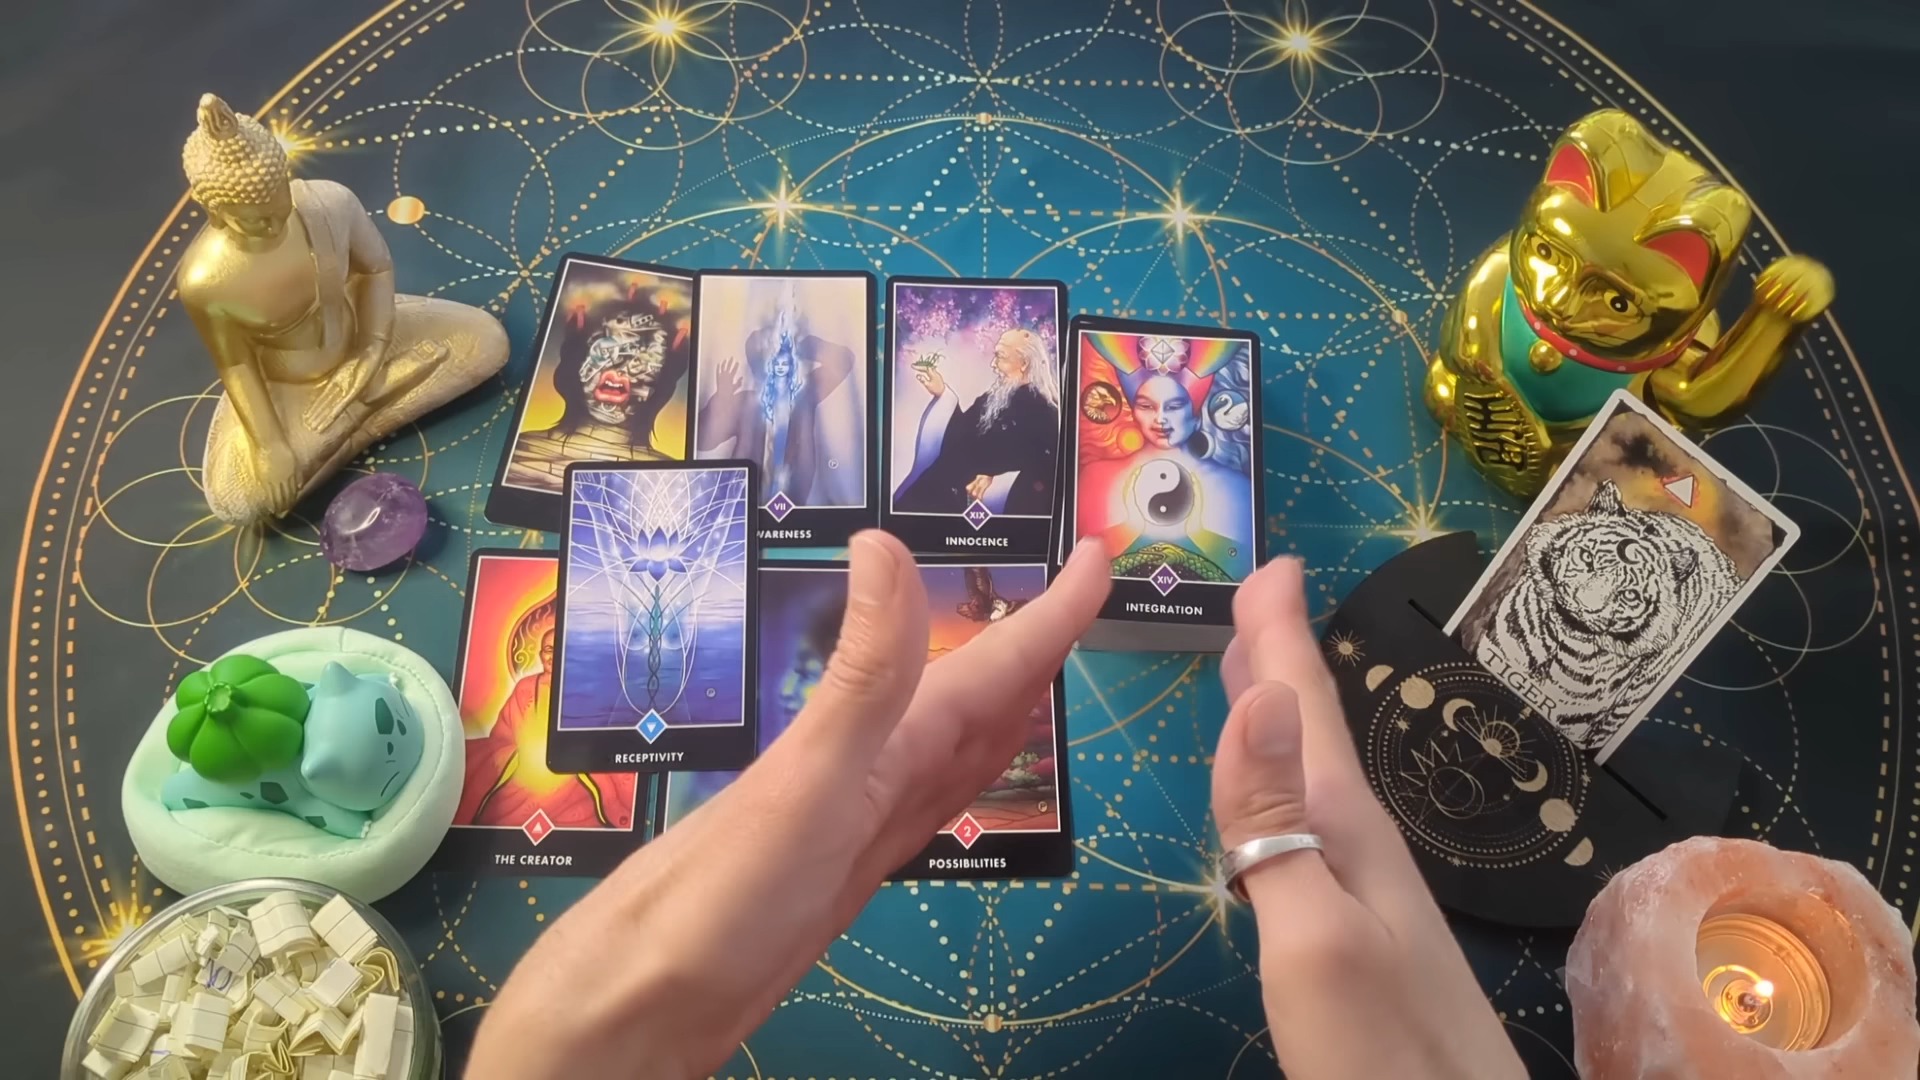 VII
WARENESS
XIX
INNOCENCE
XIV
INTEGRATION
TIGER
RECEPTIVITY
THE CREATOR
2
POSSIBILITIES